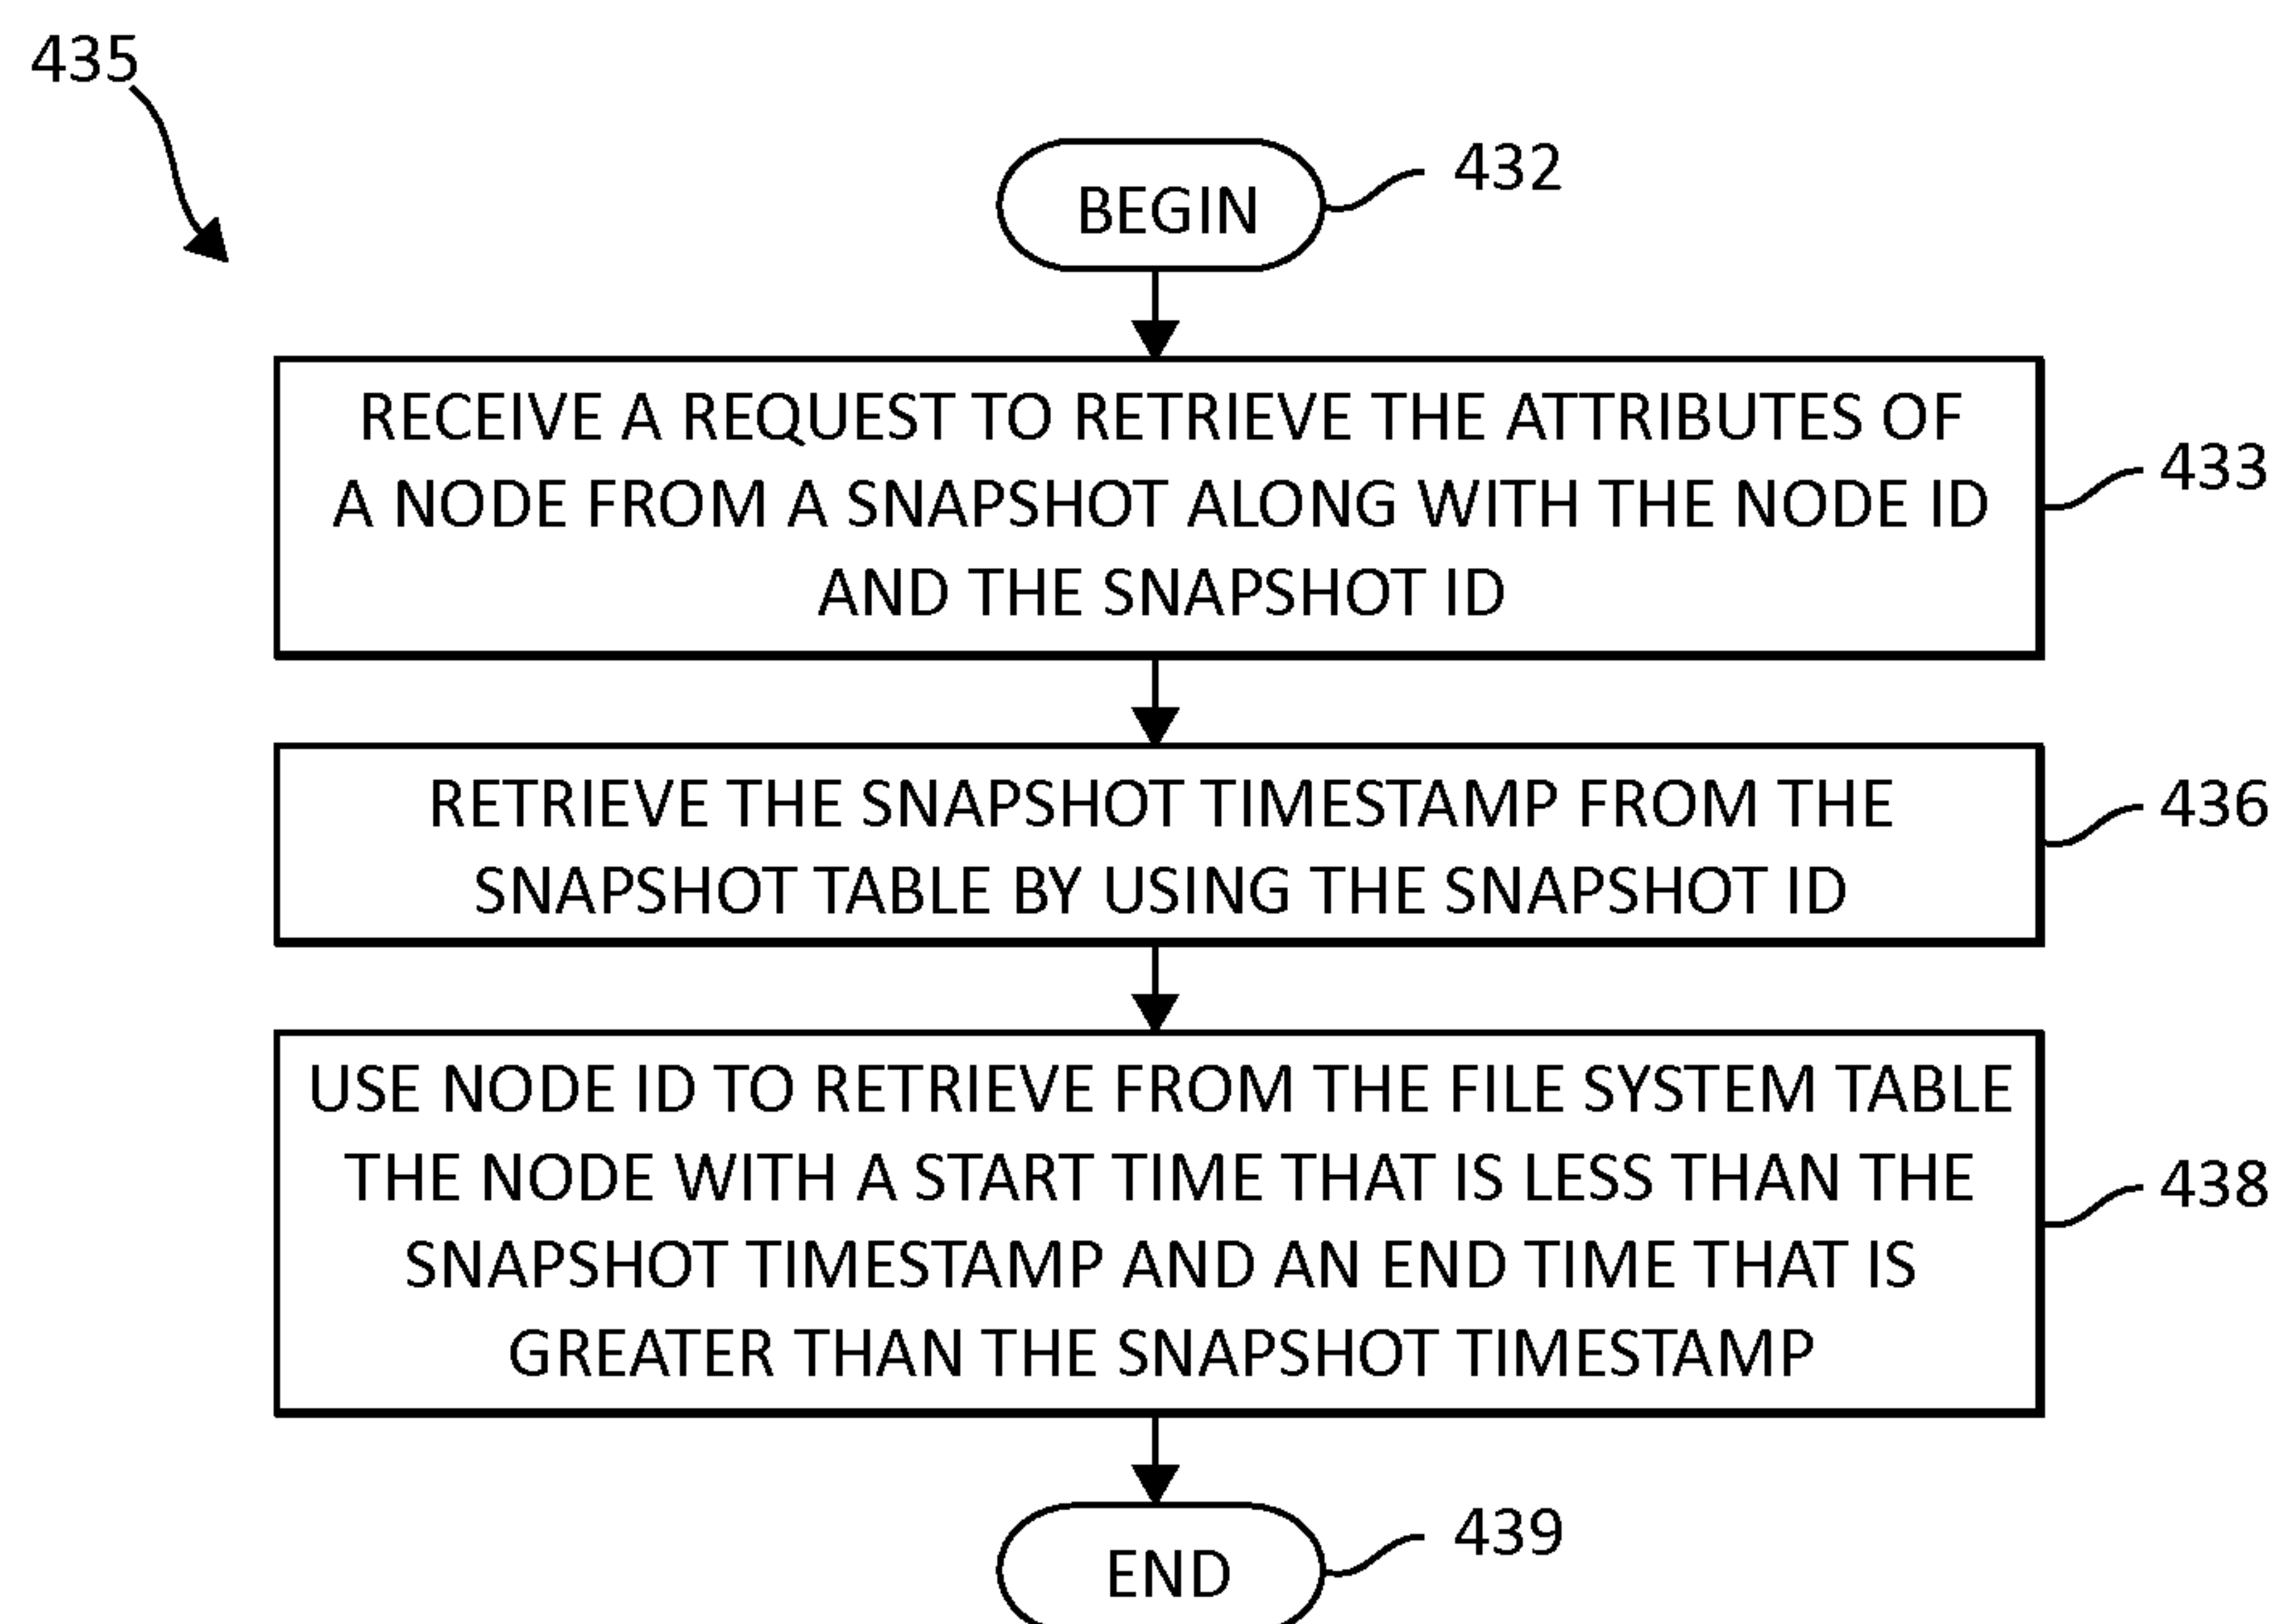 435
BEGIN
432
RECEIVE A REQUEST TO RETRIEVE THE ATTRIBUTES OF
A NODE FROM A SNAPSHOT ALONG WITH THE NODE ID
AND THE SNAPSHOT ID
433
RETRIEVE THE SNAPSHOT TIMESTAMP FROM THE
SNAPSHOT TABLE BY USING THE SNAPSHOT ID
436
USE NODE ID TO RETRIEVE FROM THE FILE SYSTEM TABLE
THE NODE WITH A START TIME THAT IS LESS THAN THE
SNAPSHOT TIMESTAMP AND AN END TIME THAT IS
GREATER THAN THE SNAPSHOT TIMESTAMP
438
END
439